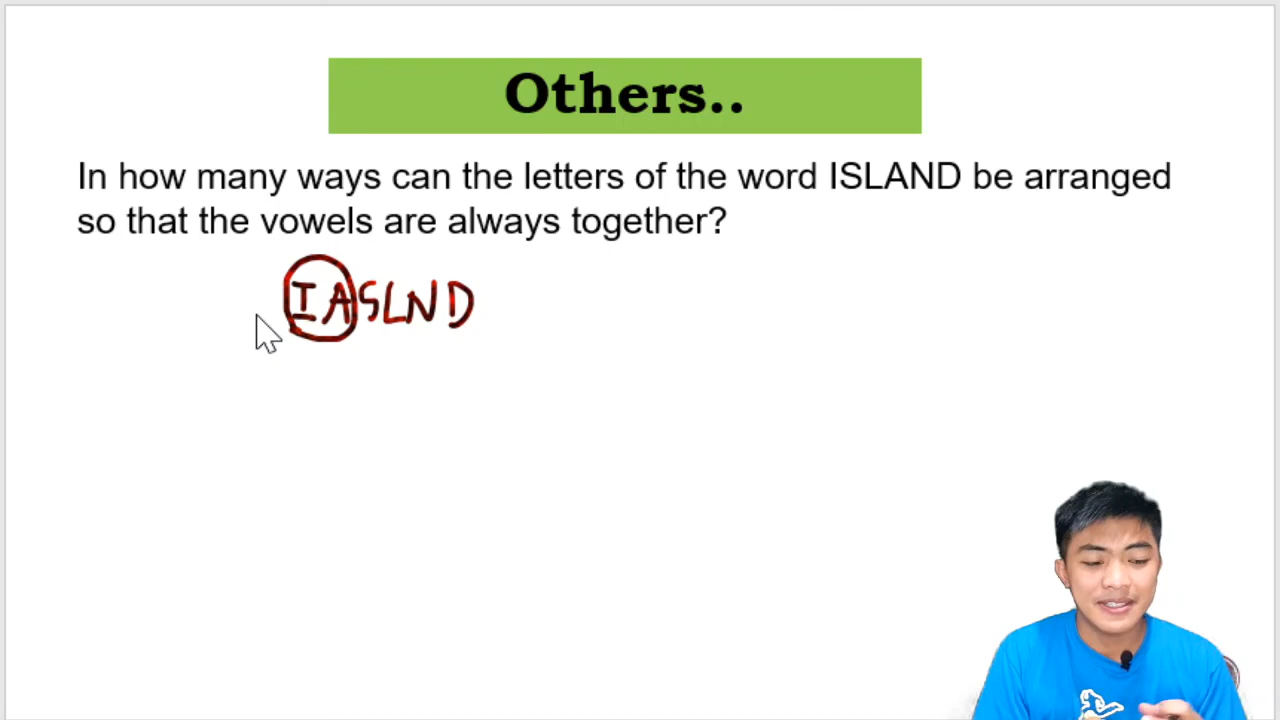 Others..
In how many ways can the letters of the word ISLAND be arranged
so that the vowels are always together?
IASLND